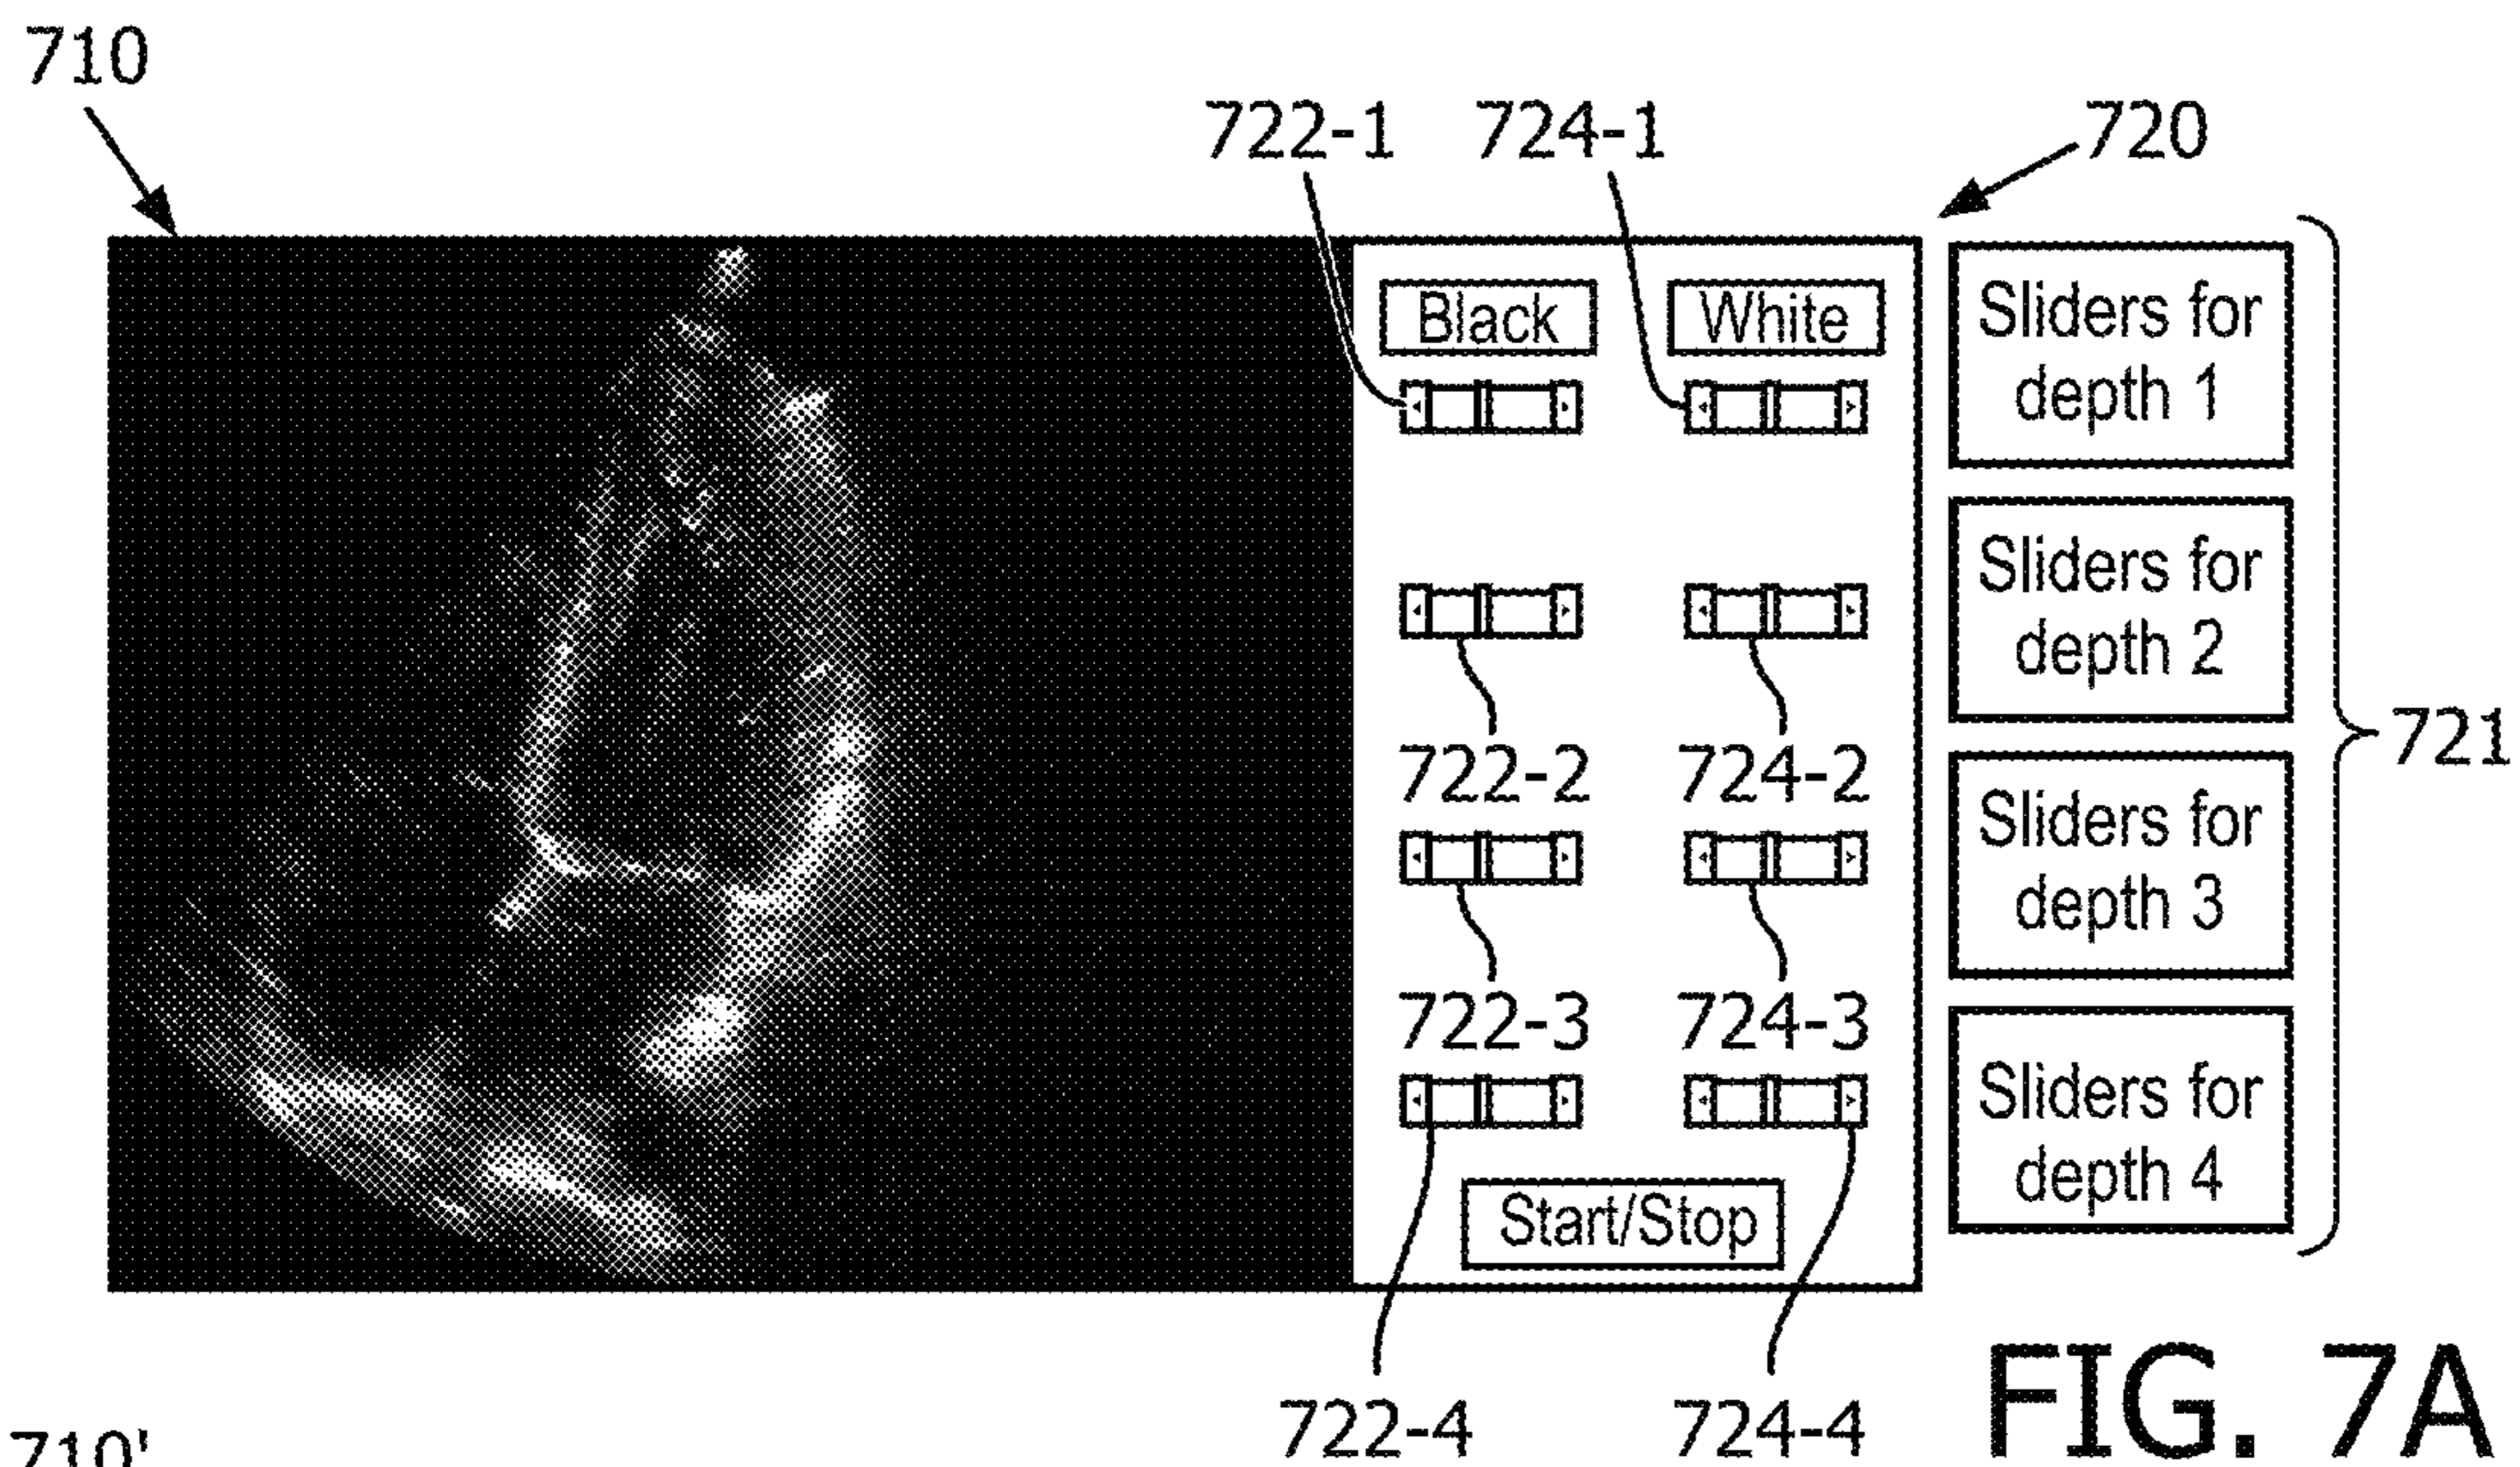 710
722-1 724-1 720
Black White
Sliders for
depth 1
Sliders for
depth 2
722-2 724-2
721
Sliders for
depth 3
722-3 724-3
Sliders for
depth 4
Start/Stop
722-4 724-4
FIG. 7A
710'